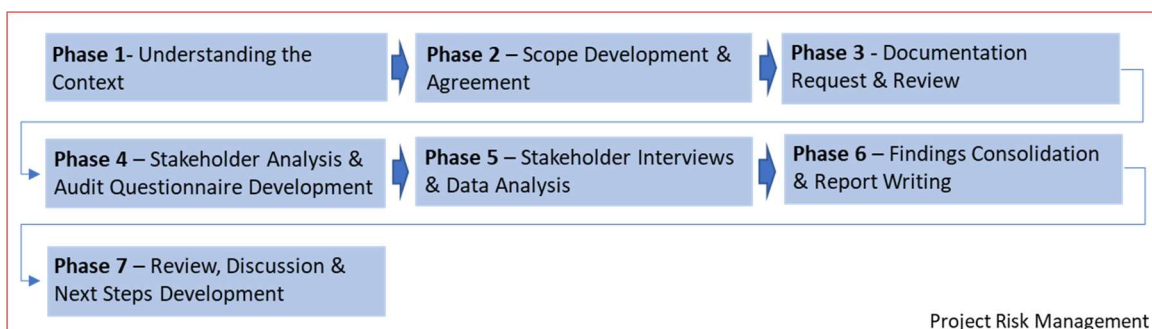 Phase 1- Understanding the
Context
Phase 2 – Scope Development &
Agreement
Phase 3 - Documentation
Request & Review
Phase 4 – Stakeholder Analysis &
Audit Questionnaire Development
Phase 5 – Stakeholder Interviews
& Data Analysis
Phase 6 – Findings Consolidation
& Report Writing
Phase 7 – Review, Discussion &
Next Steps Development
Project Risk Management